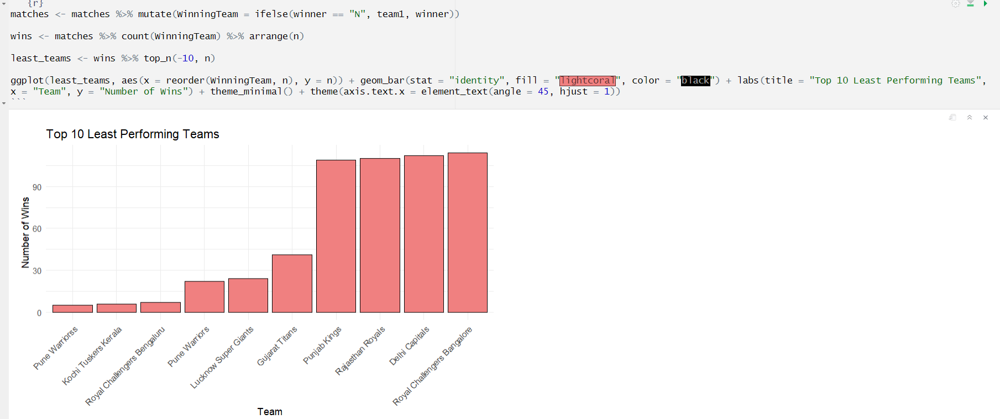 {r}
matches <- matches %>% mutate(WinningTeam = ifelse(winner == "N", team1, winner))
wins <- matches %>% count(WinningTeam) %>% arrange(n)
least_teams <- wins %>% top_n(-10, n)
ggplot(least_teams, aes(x = reorder(WinningTeam, n), y = n)) + geom_bar(stat = "identity", fill = "lightcoral", color = "black") + labs(title = "Top 10 Least Performing Teams",
x = "Team", y = "Number of Wins") + theme_minimal() + theme(axis.text.x = element_text(angle = 45, hjust = 1))
```
Top 10 Least Performing Teams
Number of Wins
90
60
30
0
Pune Warriorss
Kochi Tuskers Kerala
Royal Challengers Bengaluru
Pune Warriors
Lucknow Super Giants
Gujarat Titans
Punjab Kings
Rajasthan Royals
Delhi Capitals
Royal Challengers Bangalore
Team